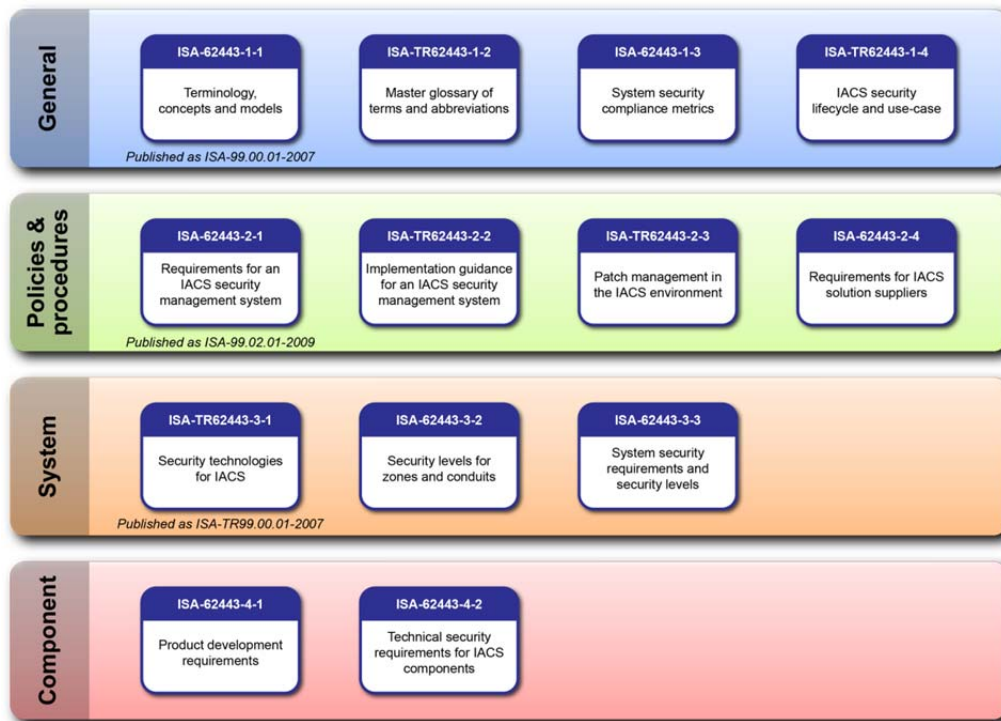 General
ISA-62443-1-1
Terminology,
concepts and models
Published as ISA-99.00.01-2007
ISA-TR62443-1-2
Master glossary of
terms and abbreviations
ISA-62443-1-3
System security
compliance metrics
ISA-TR62443-1-4
IACS security
lifecycle and use-case
Policies &
procedures
ISA-62443-2-1
Requirements for an
IACS security
management system
Published as ISA-99.02.01-2009
ISA-TR62443-2-2
Implementation guidance
for an IACS security
management system
ISA-TR62443-2-3
Patch management in
the IACS environment
ISA-62443-2-4
Requirements for IACS
solution suppliers
System
ISA-TR62443-3-1
Security technologies
for IACS
Published as ISA-TR99.00.01-2007
ISA-62443-3-2
Security levels for
zones and conduits
ISA-62443-3-3
System security
requirements and
security levels
Component
ISA-62443-4-1
Product development
requirements
ISA-62443-4-2
Technical security
requirements for IACS
components